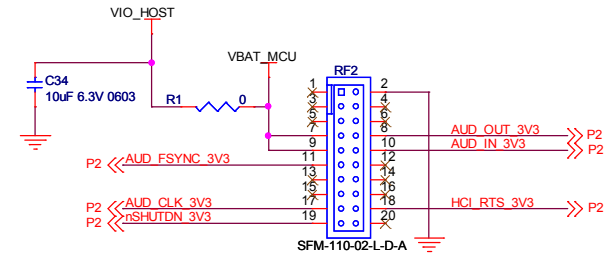 VIO_HOST
VBAT_MCU
C34
10uF 6.3V 0603
R1 0
RF2
1 2
3 4
5 6
7 8 AUD_OUT_3V3 P2
9 10 AUD_IN_3V3 P2
P2 AUD_FSYNC_3V3 11 12
13 14
15 16
P2 AUD_CLK_3V3 17 18 HCI_RTS_3V3 P2
P2 nSHUTDN_3V3 19 20
SFM-110-02-L-D-A